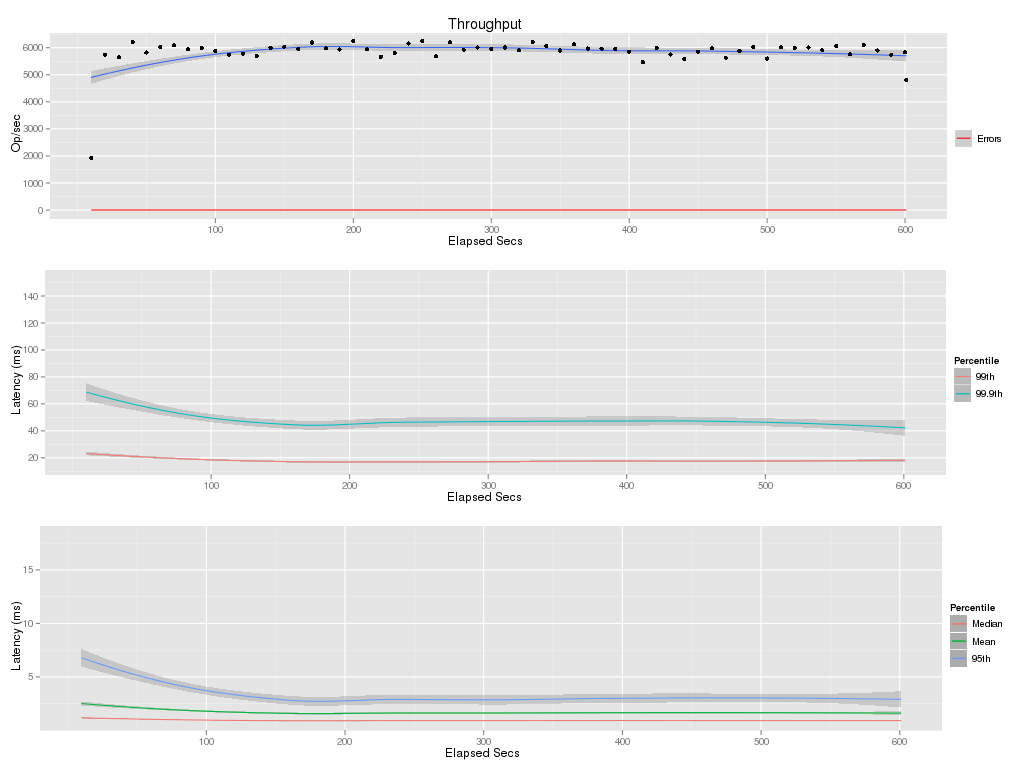 Throughput
6000
5000
4000
3000
2000
1000
0
Op/sec
100 200 300 400 500 600
Elapsed Secs
Errors
140
120
100
80
60
40
20
Latency (ms)
100 200 300 400 500 600
Elapsed Secs
Percentile
99th
99.9th
15
10
5
Latency (ms)
100 200 300 400 500 600
Elapsed Secs
Percentile
Median
Mean
95th